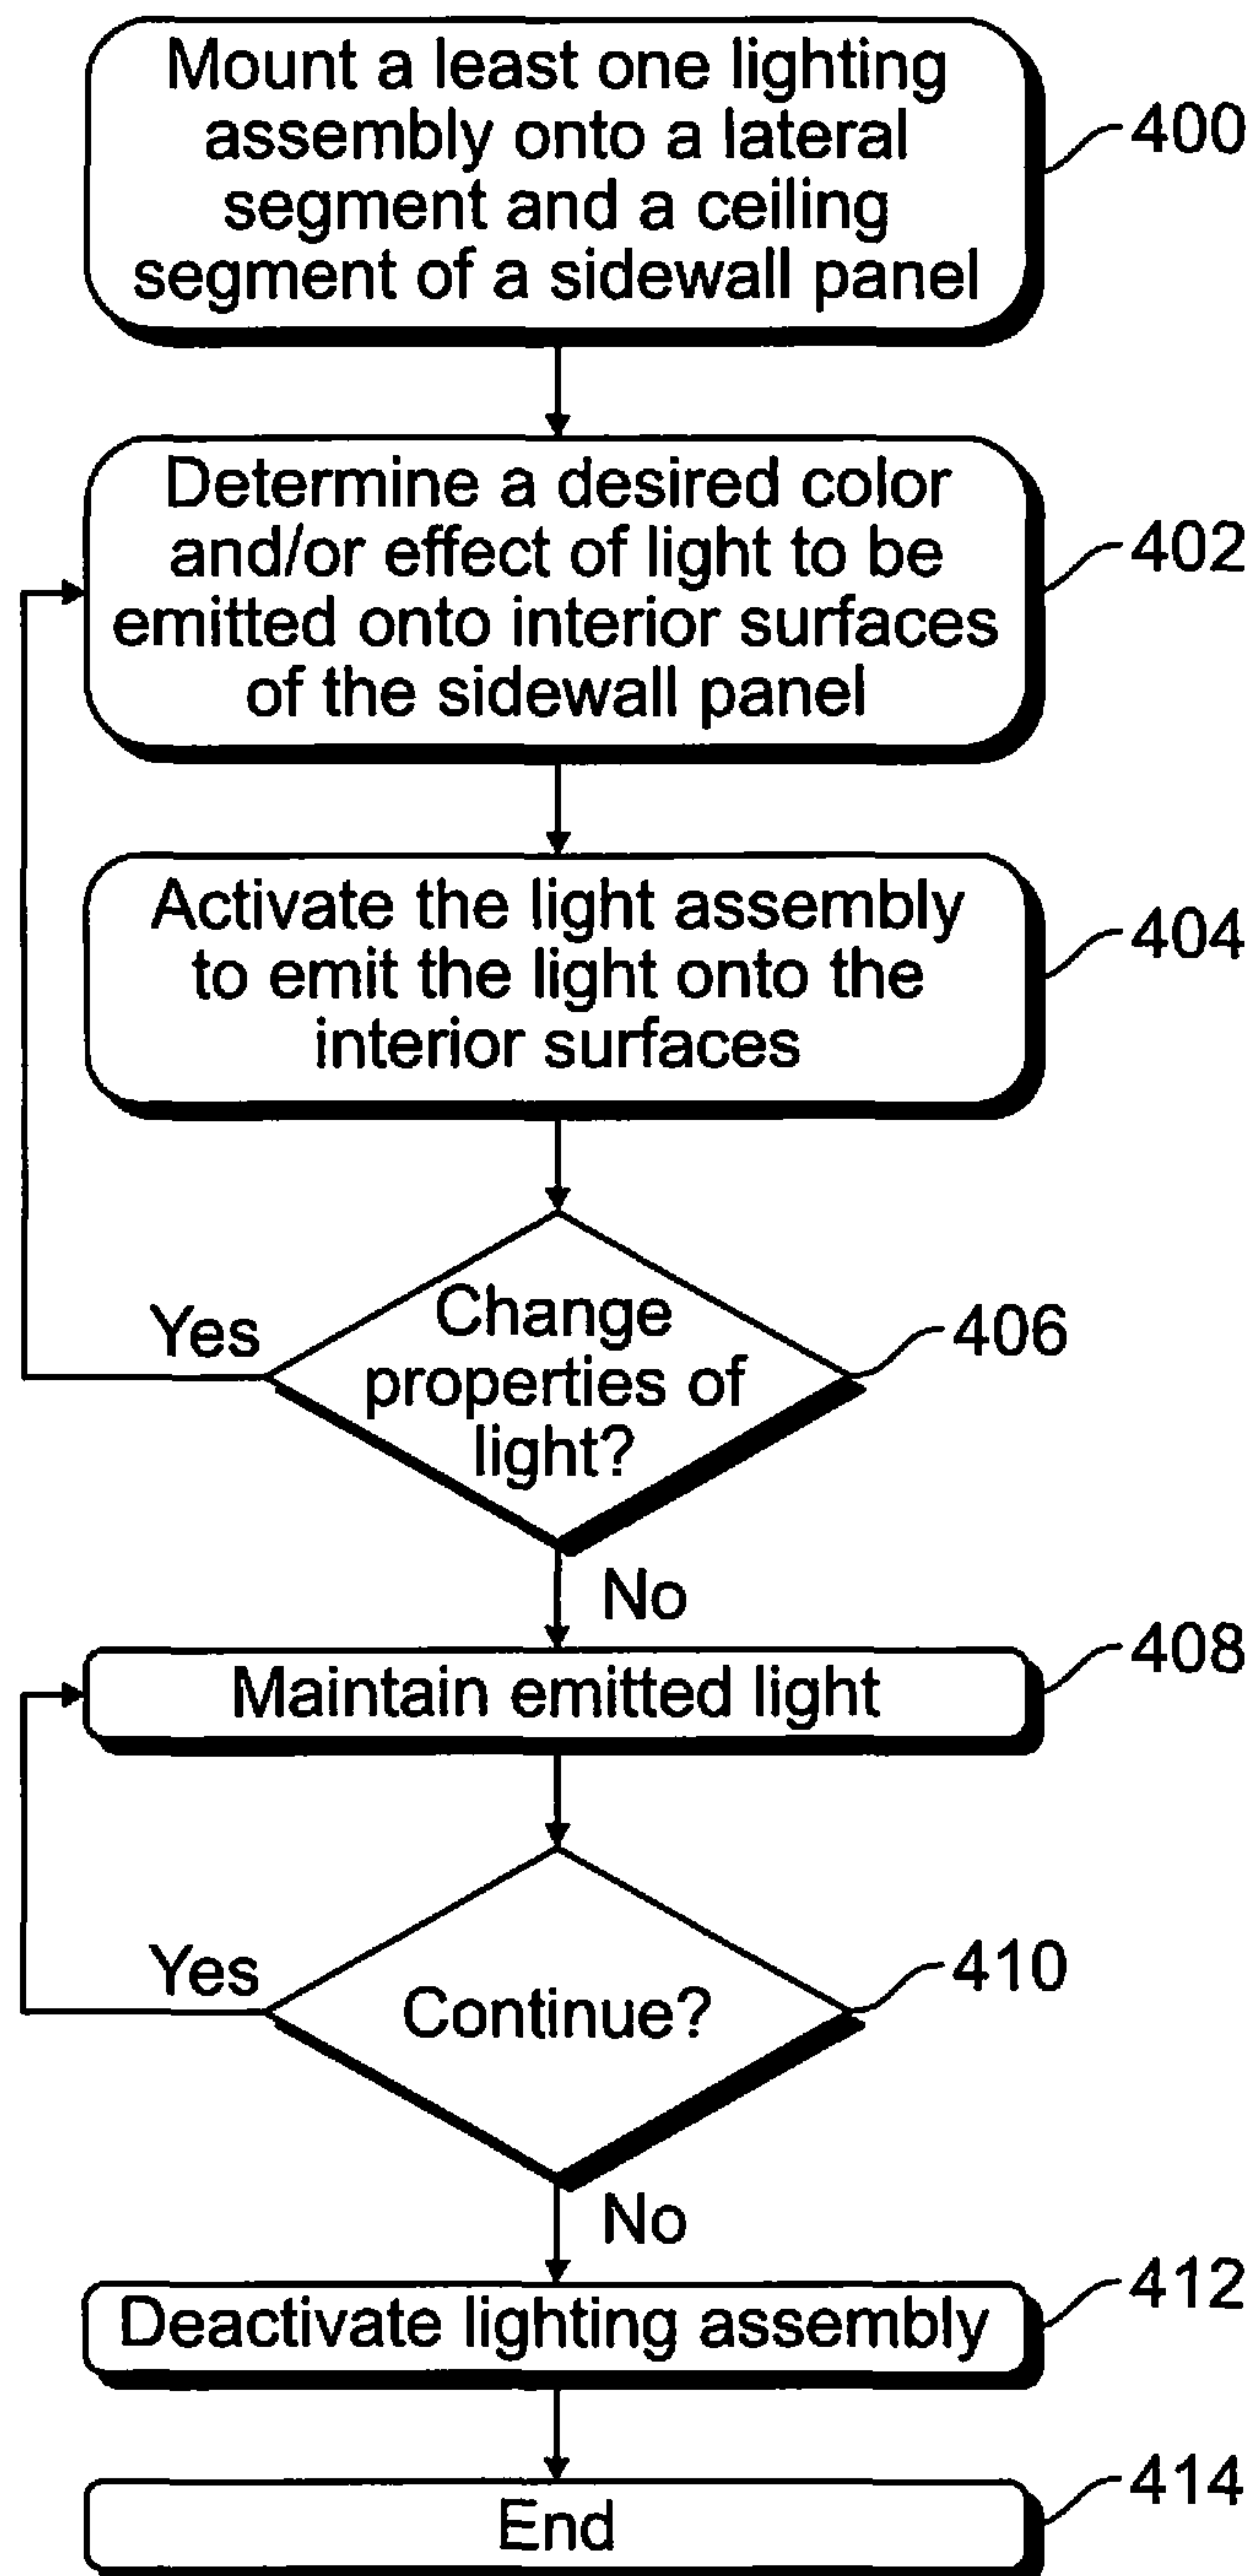 Mount a least one lighting
assembly onto a lateral
segment and a ceiling
segment of a sidewall panel
400
Determine a desired color
and/or effect of light to be
emitted onto interior surfaces
of the sidewall panel
402
Activate the light assembly
to emit the light onto the
interior surfaces
404
Change
properties of
light?
406
Yes
No
Maintain emitted light
408
Continue?
410
Yes
No
Deactivate lighting assembly
412
End
414